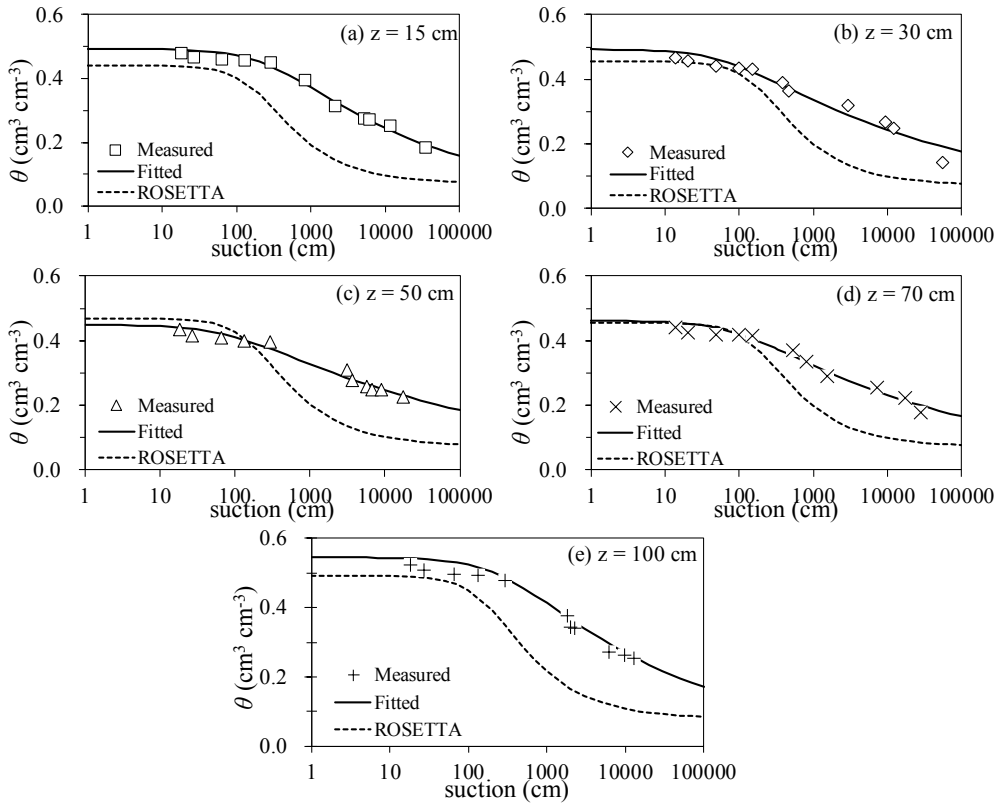 0.6
(a) z = 15 cm
0.4
0.2
0.0
θ (cm³ cm⁻³)
Measured
Fitted
ROSETTA
1 10 100 1000 10000 100000
suction (cm)
0.6
(b) z = 30 cm
0.4
0.2
0.0
θ (cm³ cm⁻³)
Measured
Fitted
ROSETTA
1 10 100 1000 10000 100000
suction (cm)
0.6
(c) z = 50 cm
0.4
0.2
0.0
θ (cm³ cm⁻³)
Measured
Fitted
ROSETTA
1 10 100 1000 10000 100000
suction (cm)
0.6
(d) z = 70 cm
0.4
0.2
0.0
θ (cm³ cm⁻³)
Measured
Fitted
ROSETTA
1 10 100 1000 10000 100000
suction (cm)
0.6
(e) z = 100 cm
0.4
0.2
0.0
θ (cm³ cm⁻³)
Measured
Fitted
ROSETTA
1 10 100 1000 10000 100000
suction (cm)